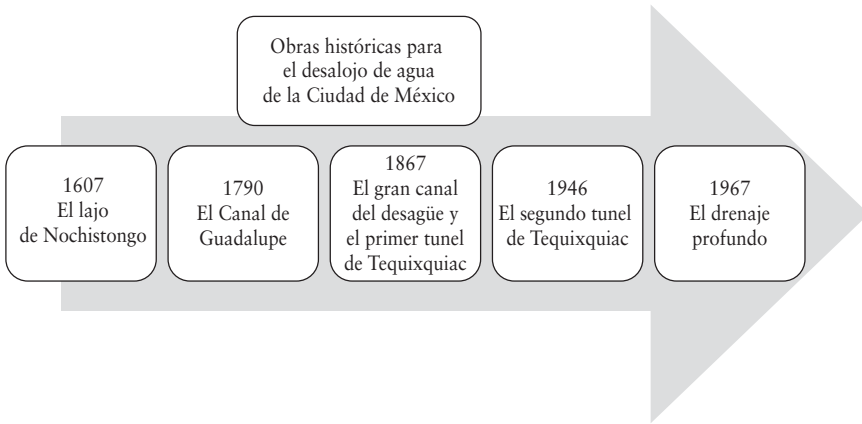 Obras históricas para
el desalojo de agua
de la Ciudad de México
1607
El lajo
de Nochistongo
1790
El Canal de
Guadalupe
1867
El gran canal
del desagüe y
el primer tunel
de Tequixquiac
1946
El segundo tunel
de Tequixquiac
1967
El drenaje
profundo